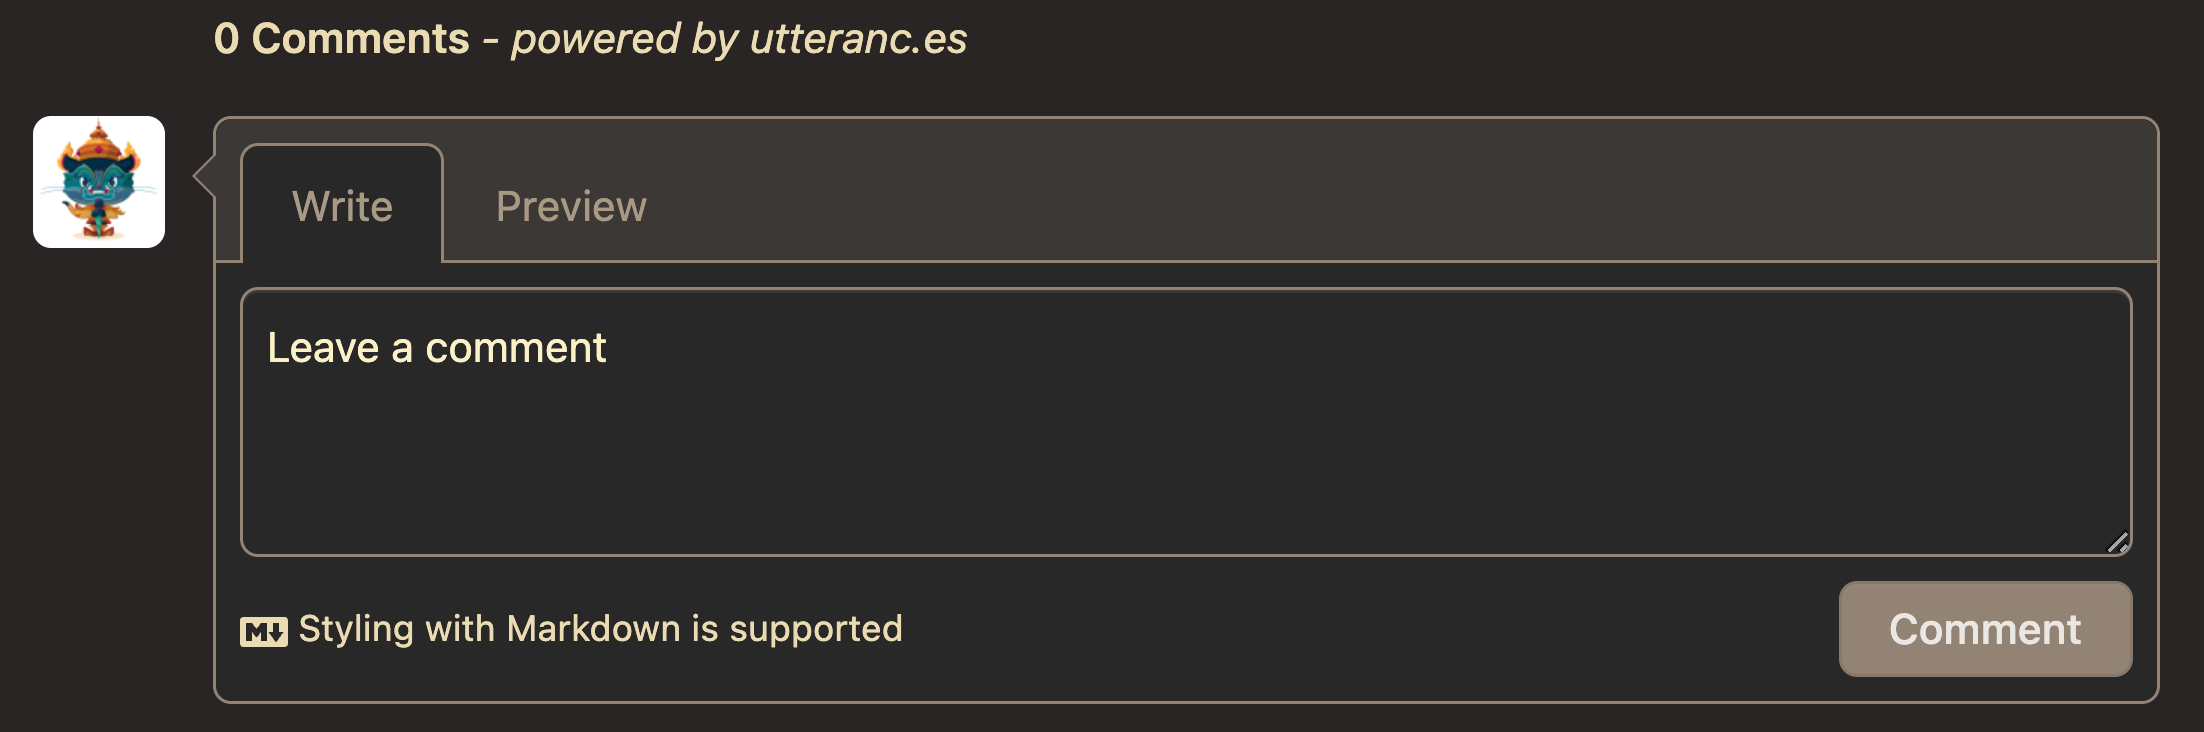 0 Comments - powered by utteranc.es
Write Preview
Leave a comment
M↓ Styling with Markdown is supported
Comment